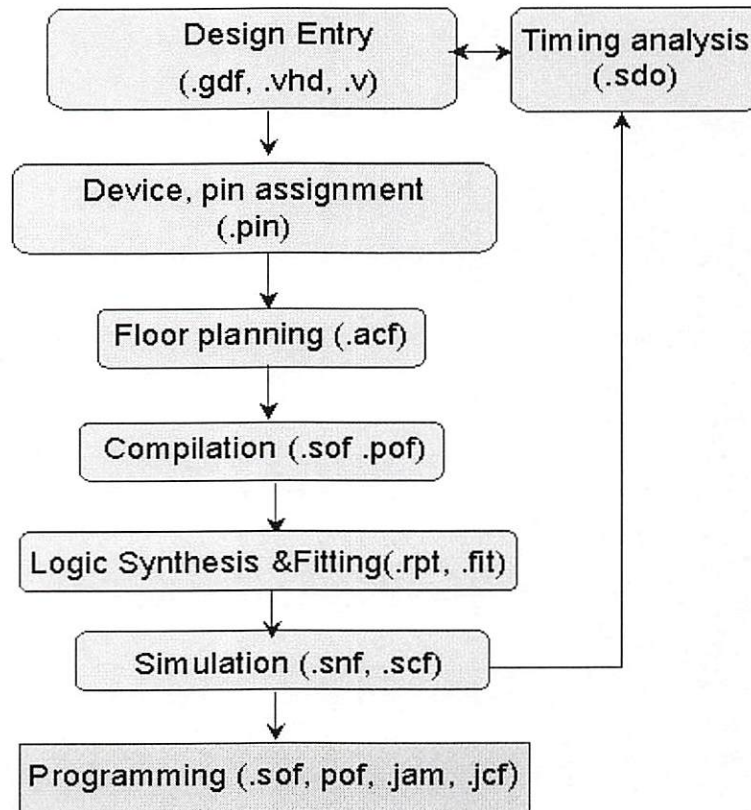 Design Entry
(.gdf, .vhd, .v)
Timing analysis
(.sdo)
Device, pin assignment
(.pin)
Floor planning (.acf)
Compilation (.sof .pof)
Logic Synthesis &Fitting(.rpt, .fit)
Simulation (.snf, .scf)
Programming (.sof, pof, .jam, .jcf)